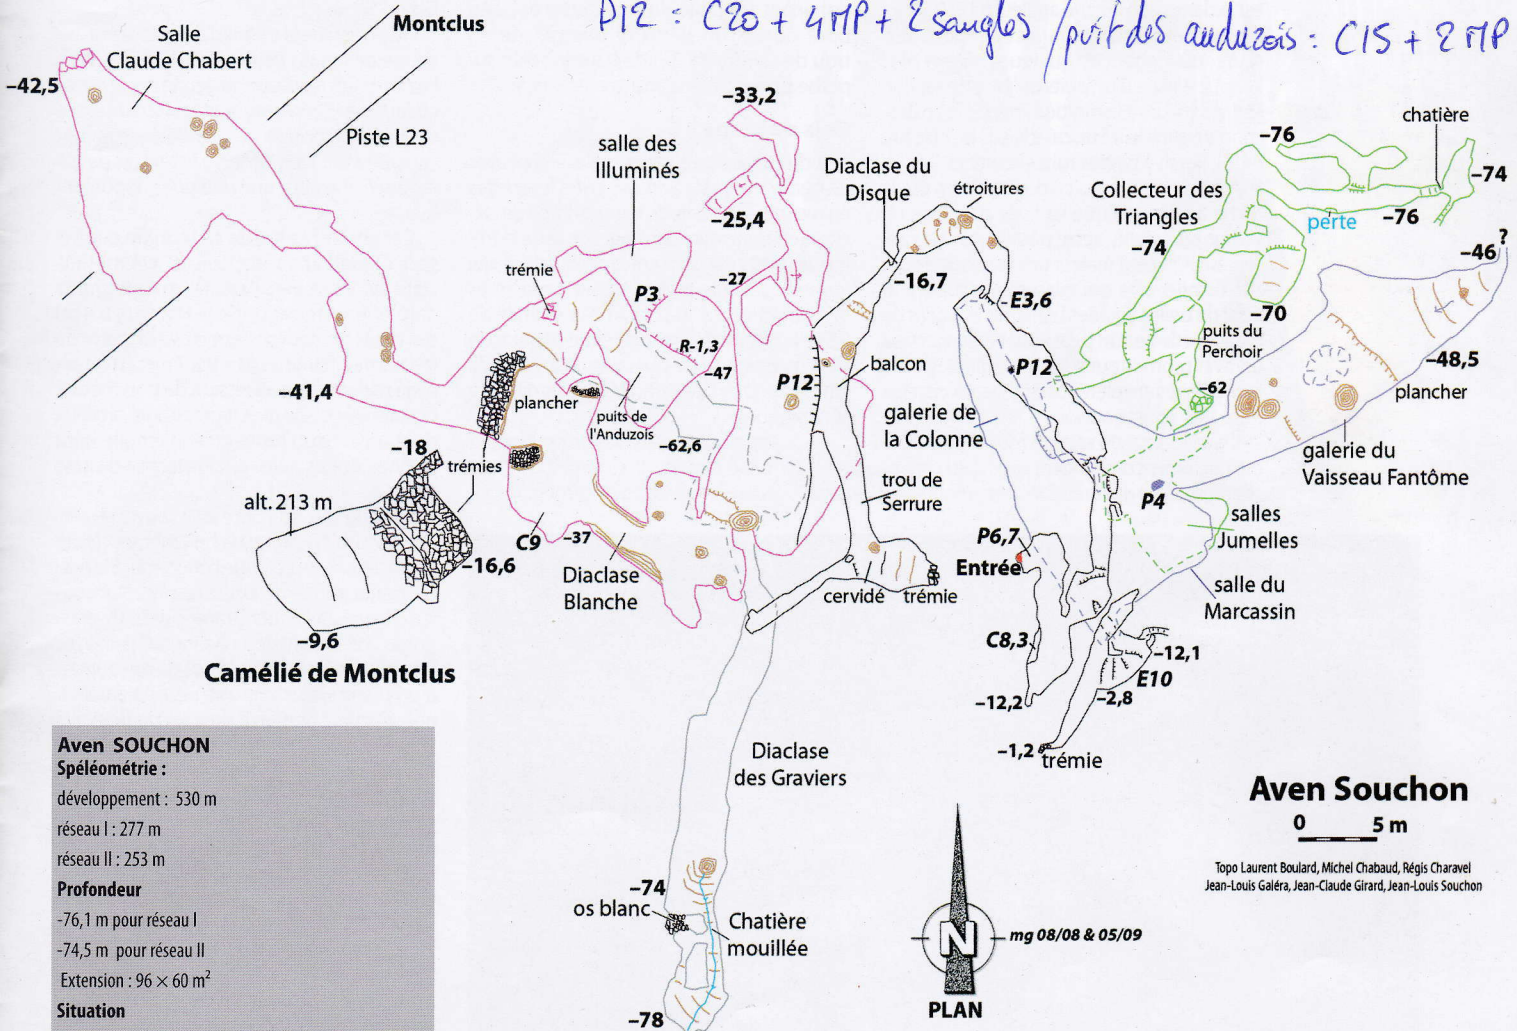 P12 : C20 + 4 MP + 2 sangles / puit des anduzois : C15 + 2 MP
Montclus
Salle
Claude Chabert
–42,5
Piste L23
–33,2
salle des
Illuminés
–25,4
Diaclase du
Disque
étroitures
Collecteur des
Triangles
–74
–76
chatière
–74
–76
perte
–46
?
trémie
P3
–27
–16,7
E3,6
–70
R-1,3
–47
puits du
Perchoir
–48,5
–41,4
plancher
P12
balcon
P12
–62
plancher
puits de
l'Anduzois
galerie de
la Colonne
–62,6
–18
trémies
galerie du
Vaisseau Fantôme
trou de
Serrure
P4
alt. 213 m
salles
Jumelles
C9
–37
P6,7
Entrée
–16,6
Diaclase
Blanche
cervidé
trémie
salle du
Marcassin
–9,6
C8,3
–12,1
E10
Camélié de Montclus
–12,2
–2,8
–1,2
trémie
Diaclase
des Graviers
Aven SOUCHON
Spéléométrie :
développement : 530 m
réseau I : 277 m
réseau II : 253 m
Profondeur
-76,1 m pour réseau I
-74,5 m pour réseau II
Extension : 96 × 60 m²
Situation
–74
os blanc
Chatière
mouillée
–78
Aven Souchon
0 5 m
Topo Laurent Boulard, Michel Chabaud, Régis Charavel
Jean-Louis Galéra, Jean-Claude Girard, Jean-Louis Souchon
N
mg 08/08 & 05/09
PLAN